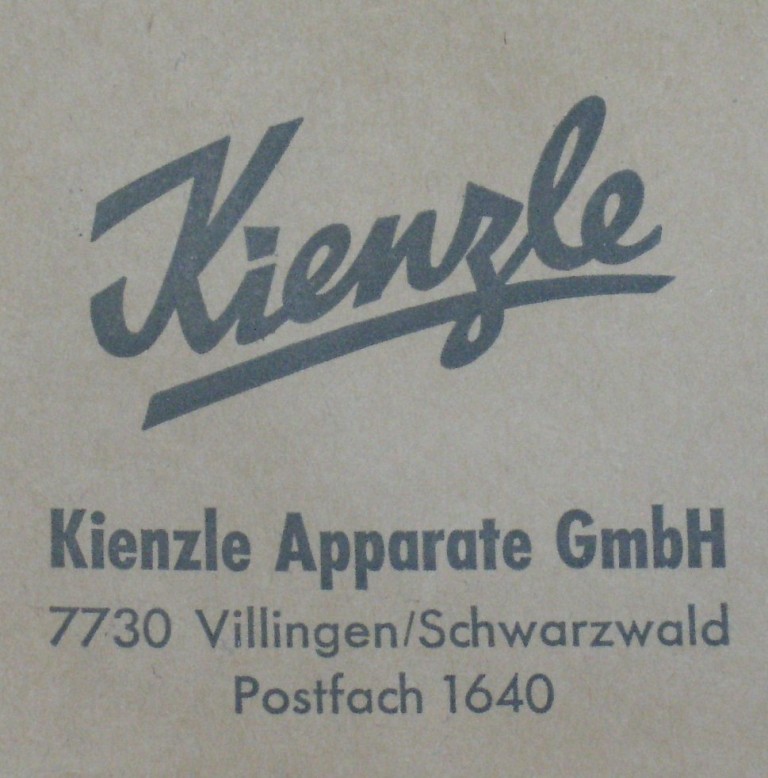 Kienzle
Kienzle Apparate GmbH
7730 Villingen/Schwarzwald
Postfach 1640